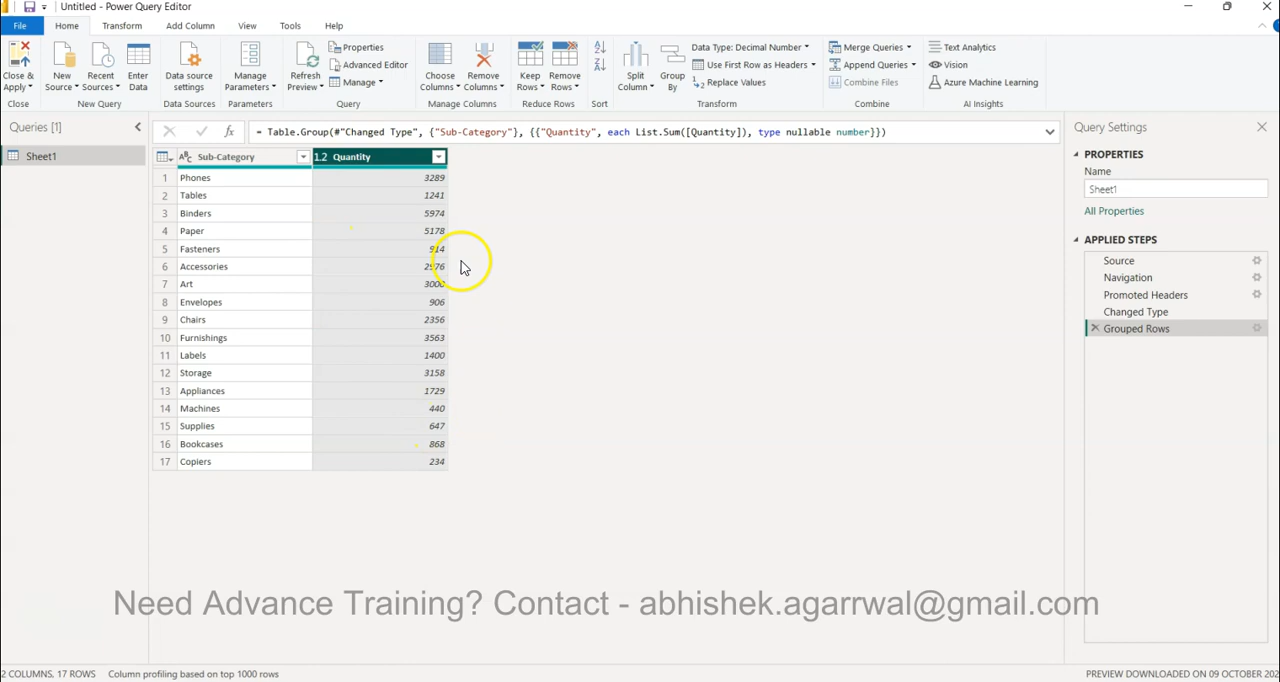 Untitled - Power Query Editor
File Home Transform Add Column View Tools Help
Close & Apply
New Source
Recent Sources
Enter Data
Data source settings
Manage Parameters
Refresh Preview
Properties
Advanced Editor
Manage
Choose Columns
Remove Columns
Keep Rows
Remove Rows
Split Column
Group By
Data Type: Decimal Number
Use First Row as Headers
Replace Values
Merge Queries
Append Queries
Combine Files
Text Analytics
Vision
Azure Machine Learning
Close New Query Data Sources Parameters Query Manage Columns Reduce Rows Sort Transform Combine AI Insights
Queries [1]
Sheet1
= Table.Group(#"Changed Type", {"Sub-Category"}, {{"Quantity", each List.Sum([Quantity]), type nullable number}})
Sub-Category 1.2 Quantity
1 Phones 3289
2 Tables 1241
3 Binders 5974
4 Paper 5178
5 Fasteners 914
6 Accessories 2976
7 Art 3000
8 Envelopes 906
9 Chairs 2356
10 Furnishings 3563
11 Labels 1400
12 Storage 3158
13 Appliances 1729
14 Machines 440
15 Supplies 647
16 Bookcases 868
17 Copiers 234
Query Settings
PROPERTIES
Name
Sheet1
All Properties
APPLIED STEPS
Source
Navigation
Promoted Headers
Changed Type
Grouped Rows
Need Advance Training? Contact - abhishek.agarrwal@gmail.com
2 COLUMNS, 17 ROWS Column profiling based on top 1000 rows PREVIEW DOWNLOADED ON 09 OCTOBER 202